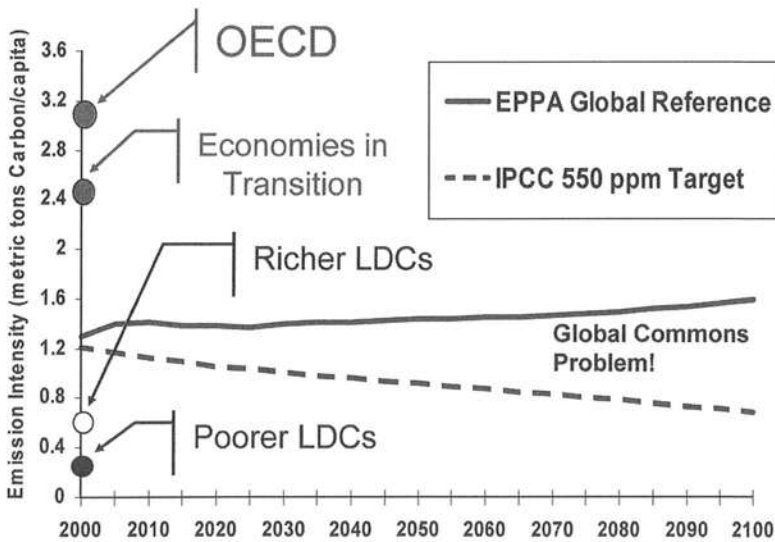 Emission Intensity (metric tons Carbon/capita)
3.6
3.2
2.8
2.4
2
1.6
1.2
0.8
0.4
0
OECD
Economies in
Transition
Richer LDCs
Poorer LDCs
EPPA Global Reference
IPCC 550 ppm Target
Global Commons
Problem!
2000 2010 2020 2030 2040 2050 2060 2070 2080 2090 2100